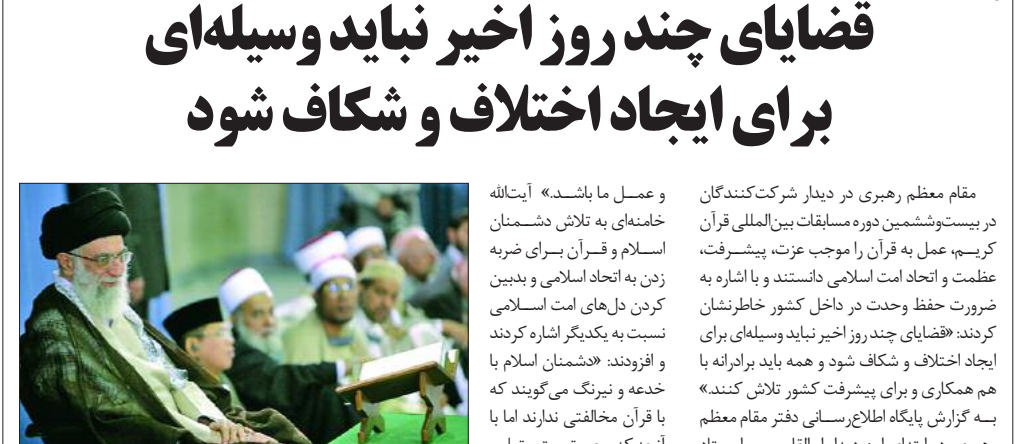 قضایای چند روز اخیر نباید وسیله‌ای
برای ایجاد اختلاف و شکاف شود
مقام معظم رهبری در دیدار شرکت‌کنندگان
در بیست‌وششمین دوره مسابقات بین‌المللی قرآن
کریم، عمل به قرآن را موجب عزت، پیشرفت،
عظمت و اتحاد امت اسلامی دانستند و با اشاره به
ضرورت حفظ وحدت در داخل کشور خاطرنشان
کردند: «قضایای چند روز اخیر نباید وسیله‌ای برای
ایجاد اختلاف و شکاف شود و همه باید برادرانه با
هم همکاری و برای پیشرفت کشور تلاش کنند.»
به گزارش پایگاه اطلاع‌رسانی دفتر مقام معظم
و عمل ما باشد.» آیت‌الله
خامنه‌ای به تلاش دشمنان
اسلام و قرآن برای ضربه
زدن به اتحاد اسلامی و بدبین
کردن دل‌های امت اسلامی
نسبت به یکدیگر اشاره کردند
و افزودند: «دشمنان اسلام با
خدعه و نیرنگ می‌گویند که
با قرآن مخالفتی ندارند اما با